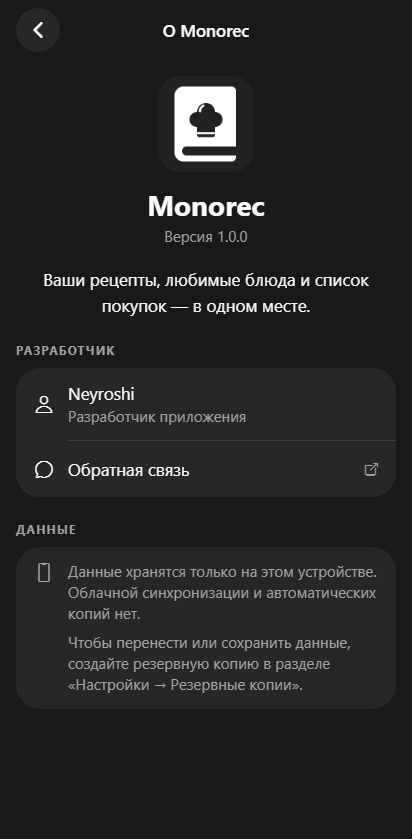 О Monorec
Monorec
Версия 1.0.0
Ваши рецепты, любимые блюда и список
покупок — в одном месте.
РАЗРАБОТЧИК
Neyroshi
Разработчик приложения
Обратная связь
ДАННЫЕ
Данные хранятся только на этом устройстве.
Облачной синхронизации и автоматических
копий нет.
Чтобы перенести или сохранить данные,
создайте резервную копию в разделе
«Настройки → Резервные копии».